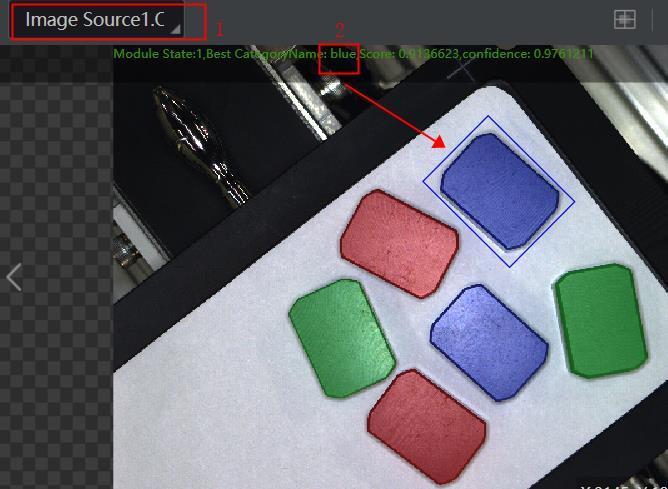 Image Source1.C
1
2
Module State:1,Best CategoryName: blue,Score: 0.9136623,confidence: 0.9761211